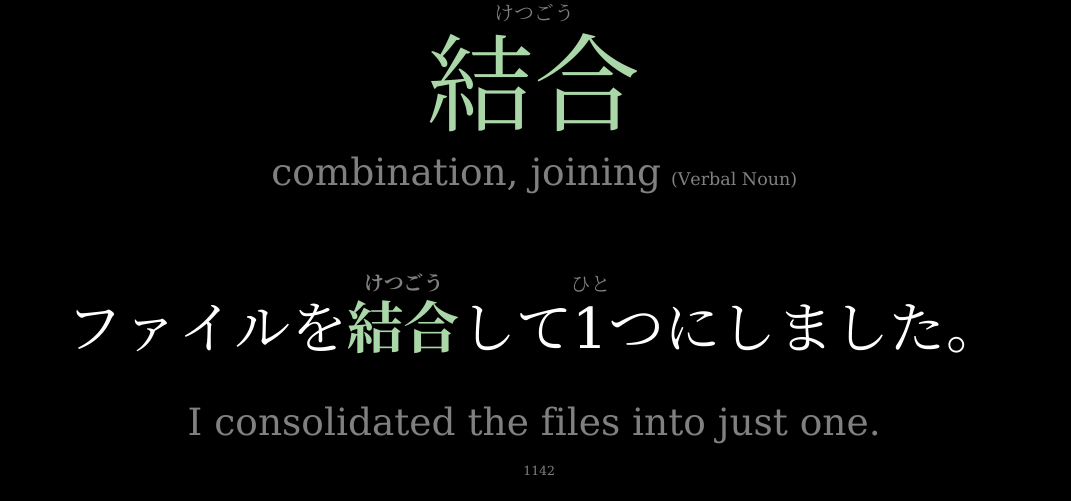 けつごう
結合
combination, joining (Verbal Noun)
けつごう ひと
ファイルを結合して1つにしました。
I consolidated the files into just one.
1142